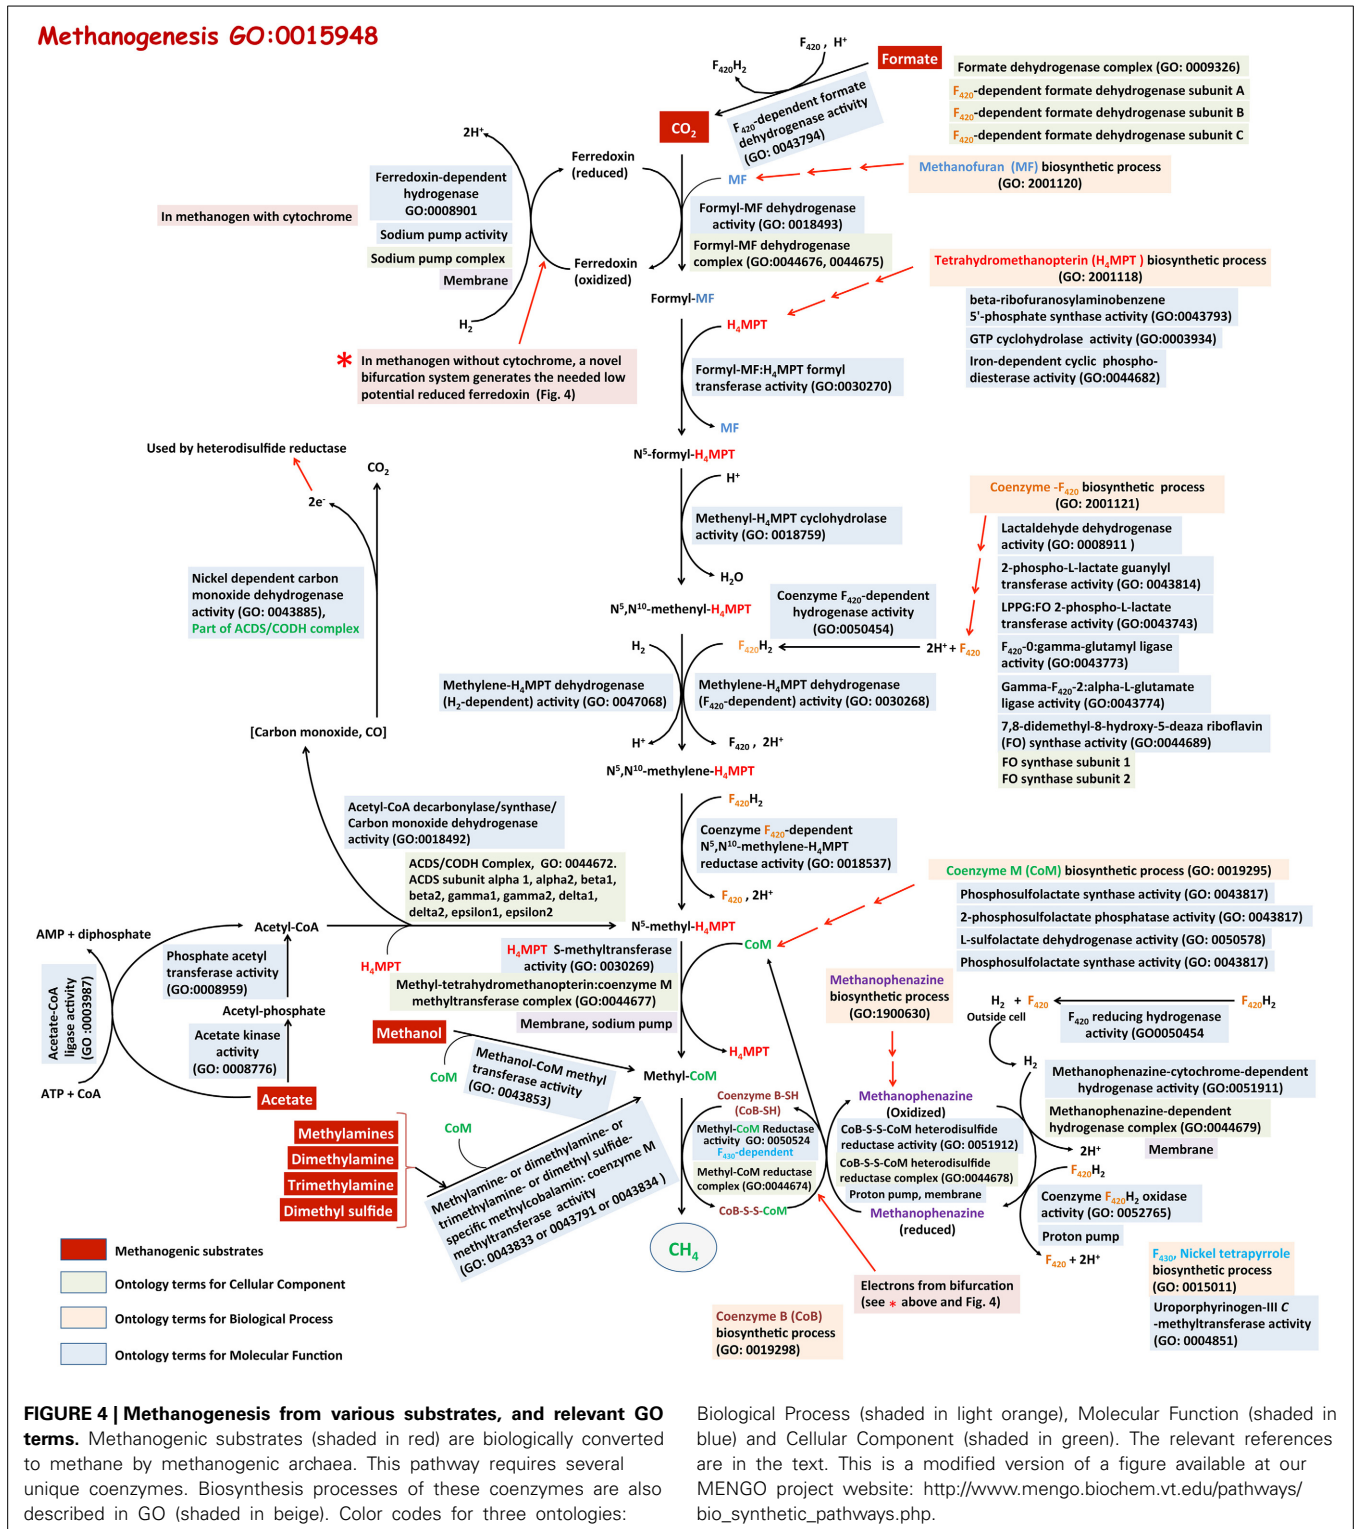 Methanogenesis GO:0015948
F420 , H+
F420H2
Formate
Formate dehydrogenase complex (GO: 0009326)
F420-dependent formate dehydrogenase subunit A
F420-dependent formate dehydrogenase subunit B
F420-dependent formate dehydrogenase subunit C
F420-dependent formate
dehydrogenase activity
(GO: 0043794)
CO2
2H+
Ferredoxin
(reduced)
MF
Methanofuran (MF) biosynthetic process
(GO: 2001120)
Ferredoxin-dependent
hydrogenase
GO:0008901
Sodium pump activity
Sodium pump complex
Membrane
In methanogen with cytochrome
Formyl-MF dehydrogenase
activity (GO: 0018493)
Formyl-MF dehydrogenase
complex (GO:0044676, 0044675)
Ferredoxin
(oxidized)
H2
Formyl-MF
Tetrahydromethanopterin (H4MPT ) biosynthetic process
(GO: 2001118)
beta-ribofuranosylaminobenzene
5'-phosphate synthase activity (GO:0043793)
GTP cyclohydrolase activity (GO:0003934)
Iron-dependent cyclic phospho-
diesterase activity (GO:0044682)
H4MPT
* In methanogen without cytochrome, a novel
bifurcation system generates the needed low
potential reduced ferredoxin (Fig. 4)
Formyl-MF:H4MPT formyl
transferase activity (GO:0030270)
MF
Used by heterodisulfide reductase
CO2
2e-
N5-formyl-H4MPT
H+
Methenyl-H4MPT cyclohydrolase
activity (GO: 0018759)
H2O
Coenzyme -F420 biosynthetic process
(GO: 2001121)
Lactaldehyde dehydrogenase
activity (GO: 0008911 )
2-phospho-L-lactate guanylyl
transferase activity (GO: 0043814)
LPPG:FO 2-phospho-L-lactate
transferase activity (GO:0043743)
F420-0:gamma-glutamyl ligase
activity (GO:0043773)
Gamma-F420-2:alpha-L-glutamate
ligase activity (GO:0043774)
7,8-didemethyl-8-hydroxy-5-deaza riboflavin
(FO) synthase activity (GO:0044689)
FO synthase subunit 1
FO synthase subunit 2
Nickel dependent carbon
monoxide dehydrogenase
activity (GO: 0043885),
Part of ACDS/CODH complex
N5,N10-methenyl-H4MPT
Coenzyme F420-dependent
hydrogenase activity
(GO:0050454)
H2
F420H2
2H+ + F420
Methylene-H4MPT dehydrogenase
(H2-dependent) activity (GO: 0047068)
Methylene-H4MPT dehydrogenase
(F420-dependent) activity (GO: 0030268)
[Carbon monoxide, CO]
H+
F420 , 2H+
N5,N10-methylene-H4MPT
F420H2
Acetyl-CoA decarbonylase/synthase/
Carbon monoxide dehydrogenase
activity (GO:0018492)
Coenzyme F420-dependent
N5,N10-methylene-H4MPT
reductase activity (GO: 0018537)
ACDS/CODH Complex, GO: 0044672.
ACDS subunit alpha 1, alpha2, beta1,
beta2, gamma1, gamma2, delta1,
delta2, epsilon1, epsilon2
F420 , 2H+
Coenzyme M (CoM) biosynthetic process (GO: 0019295)
Phosphosulfolactate synthase activity (GO: 0043817)
2-phosphosulfolactate phosphatase activity (GO: 0043817)
L-sulfolactate dehydrogenase activity (GO: 0050578)
Phosphosulfolactate synthase activity (GO: 0043817)
AMP + diphosphate
Acetyl-CoA
N5-methyl-H4MPT
CoM
H4MPT
H4MPT S-methyltransferase
activity (GO: 0030269)
Methyl-tetrahydromethanopterin:coenzyme M
methyltransferase complex (GO:0044677)
Membrane, sodium pump
Phosphate acetyl
transferase activity
(GO:0008959)
Acetate-CoA
ligase activity
(GO :0003987)
Acetyl-phosphate
Acetate kinase
activity
(GO: 0008776)
ATP + CoA
Acetate
Methanol
CoM
Methanol-CoM methyl
transferase activity
(GO: 0043853)
H4MPT
Methyl-CoM
Methanophenazine
biosynthetic process
(GO:1900630)
H2 + F420
Outside cell
F420H2
F420 reducing hydrogenase
activity (GO0050454
H2
Methanophenazine-cytochrome-dependent
hydrogenase activity (GO:0051911)
Methanophenazine-dependent
hydrogenase complex (GO:0044679)
Membrane
2H+
F420H2
Coenzyme F420H2 oxidase
activity (GO: 0052765)
Proton pump
F420 + 2H+
Methanophenazine
(Oxidized)
CoB-S-S-CoM heterodisulfide
reductase activity (GO: 0051912)
CoB-S-S-CoM heterodisulfide
reductase complex (GO:0044678)
Proton pump, membrane
Methanophenazine
(reduced)
Coenzyme B-SH
(CoB-SH)
Methyl-CoM Reductase
activity GO: 0050524
F430-dependent
Methyl-CoM reductase
complex (GO:0044674)
CoB-S-S-CoM
Methylamines
Dimethylamine
Trimethylamine
Dimethyl sulfide
CoM
Methylamine- or dimethylamine- or
trimethylamine- or dimethyl sulfide-
specific methylcobalamin: coenzyme M
methyltransferase activity
(GO: 0043833 or 0043791 or 0043834 )
CH4
Electrons from bifurcation
(see * above and Fig. 4)
Coenzyme B (CoB)
biosynthetic process
(GO: 0019298)
F430, Nickel tetrapyrrole
biosynthetic process
(GO: 0015011)
Uroporphyrinogen-III C
-methyltransferase activity
(GO: 0004851)
Methanogenic substrates
Ontology terms for Cellular Component
Ontology terms for Biological Process
Ontology terms for Molecular Function
FIGURE 4 | Methanogenesis from various substrates, and relevant GO
terms. Methanogenic substrates (shaded in red) are biologically converted
to methane by methanogenic archaea. This pathway requires several
unique coenzymes. Biosynthesis processes of these coenzymes are also
described in GO (shaded in beige). Color codes for three ontologies:
Biological Process (shaded in light orange), Molecular Function (shaded in
blue) and Cellular Component (shaded in green). The relevant references
are in the text. This is a modified version of a figure available at our
MENGO project website: http://www.mengo.biochem.vt.edu/pathways/
bio_synthetic_pathways.php.